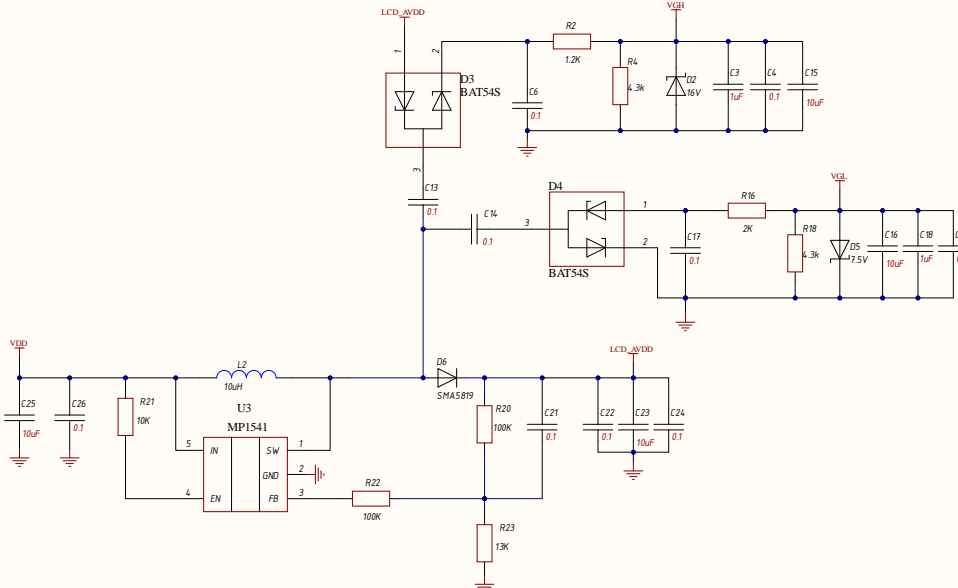 LCD_AVDD
1
2
D3
BAT54S
3
C6
0.1
R2
1.2K
R4
4.3k
VGH
D2
16V
C3
1uF
C4
0.1
C15
10uF
C13
0.1
C14
0.1
3
D4
BAT54S
1
2
C17
0.1
R16
2K
R18
4.3k
VGL
D5
7.5V
C16
10uF
C18
1uF
VDD
C25
10uF
C26
0.1
R21
10K
L2
10uH
U3
MP1541
5
IN
SW
1
GND
2
4
EN
FB
3
D6
SMA5819
R20
100K
C21
0.1
LCD_AVDD
C22
0.1
C23
10uF
C24
0.1
R22
100K
R23
13K